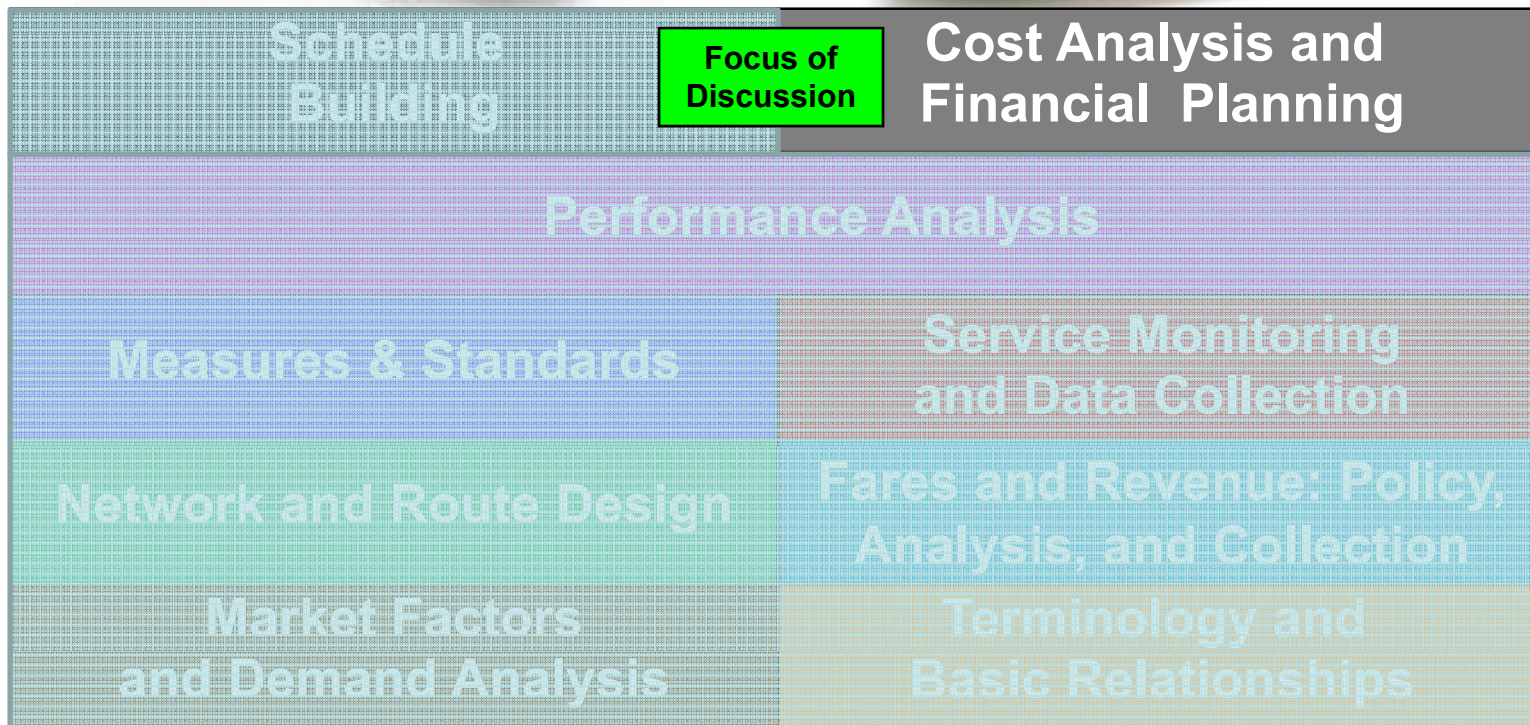 Schedule
Building
Focus of
Discussion
Cost Analysis and
Financial Planning
Performance Analysis
Measures & Standards
Service Monitoring
and Data Collection
Network and Route Design
Fares and Revenue: Policy,
Analysis, and Collection
Market Factors
and Demand Analysis
Terminology and
Basic Relationships